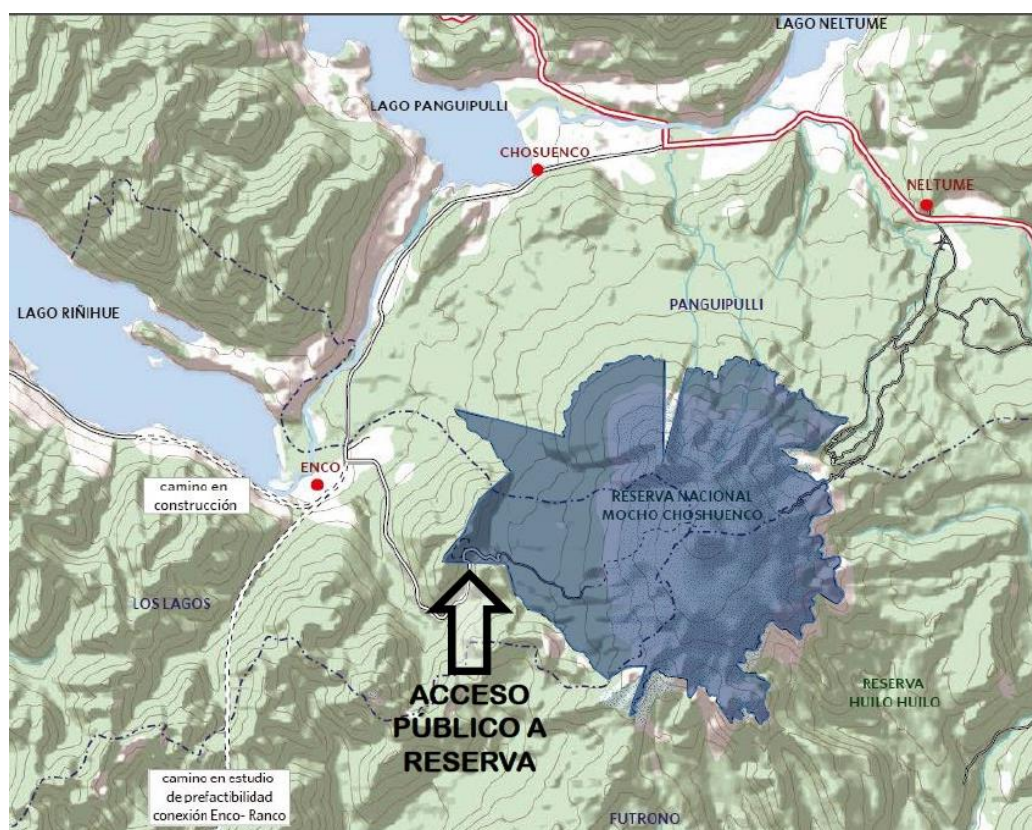 LAGO NELTUME
LAGO PANGUIPULLI
CHOSUENCO
NELTUME
LAGO RIÑIHUE
PANGUIPULLI
ENCO
camino en
construcción
RESERVA NACIONAL
MOCHO CHOSHUENCO
LOS LAGOS
ACCESO
PÚBLICO A
RESERVA
RESERVA
HUILO HUILO
camino en estudio
de prefactibilidad
conexión Enco- Ranco
FUTRONO